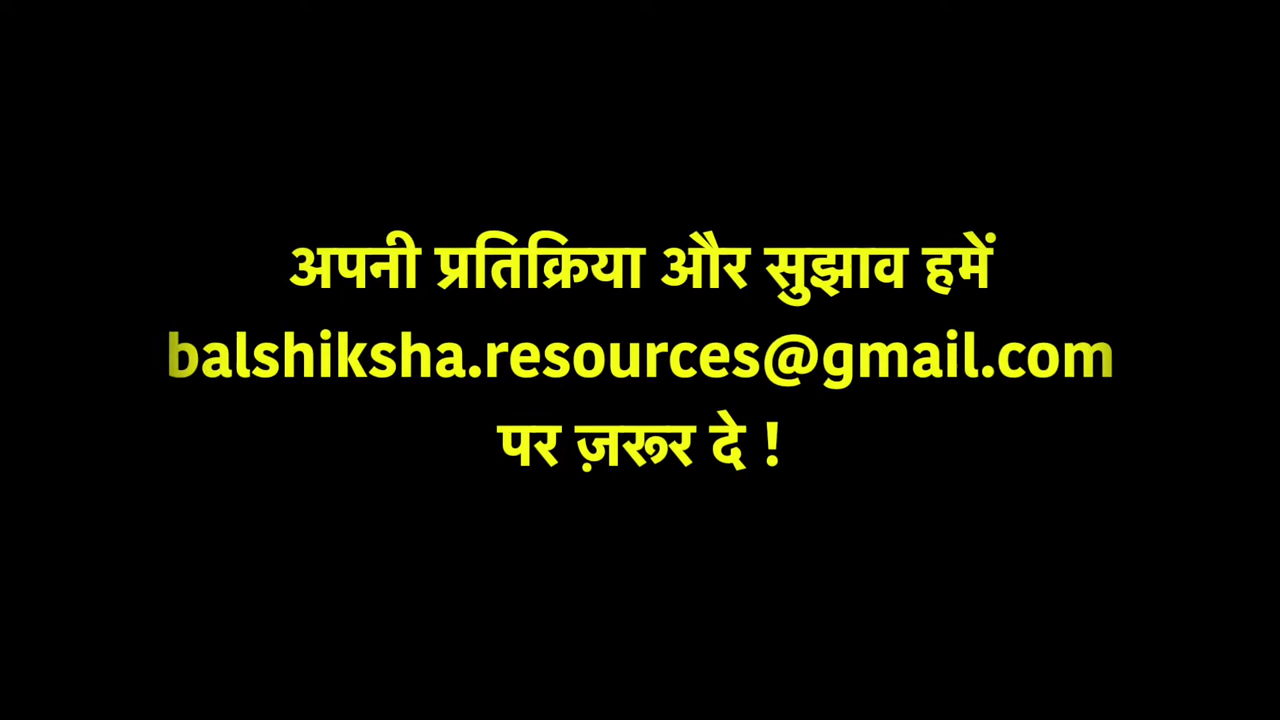 अपनी प्रतिक्रिया और सुझाव हमें
balshiksha.resources@gmail.com
पर ज़रूर दे !